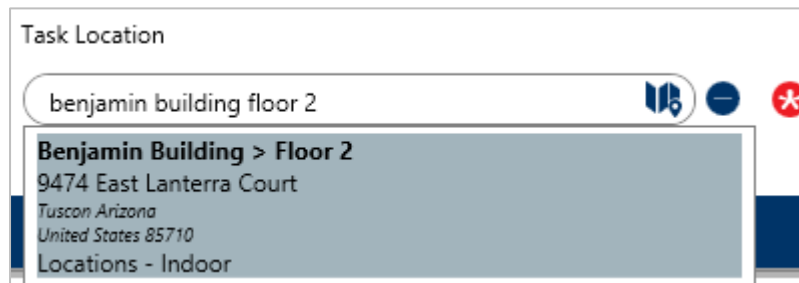 Task Location
benjamin building floor 2
Benjamin Building > Floor 2
9474 East Lanterra Court
Tuscon Arizona
United States 85710
Locations - Indoor